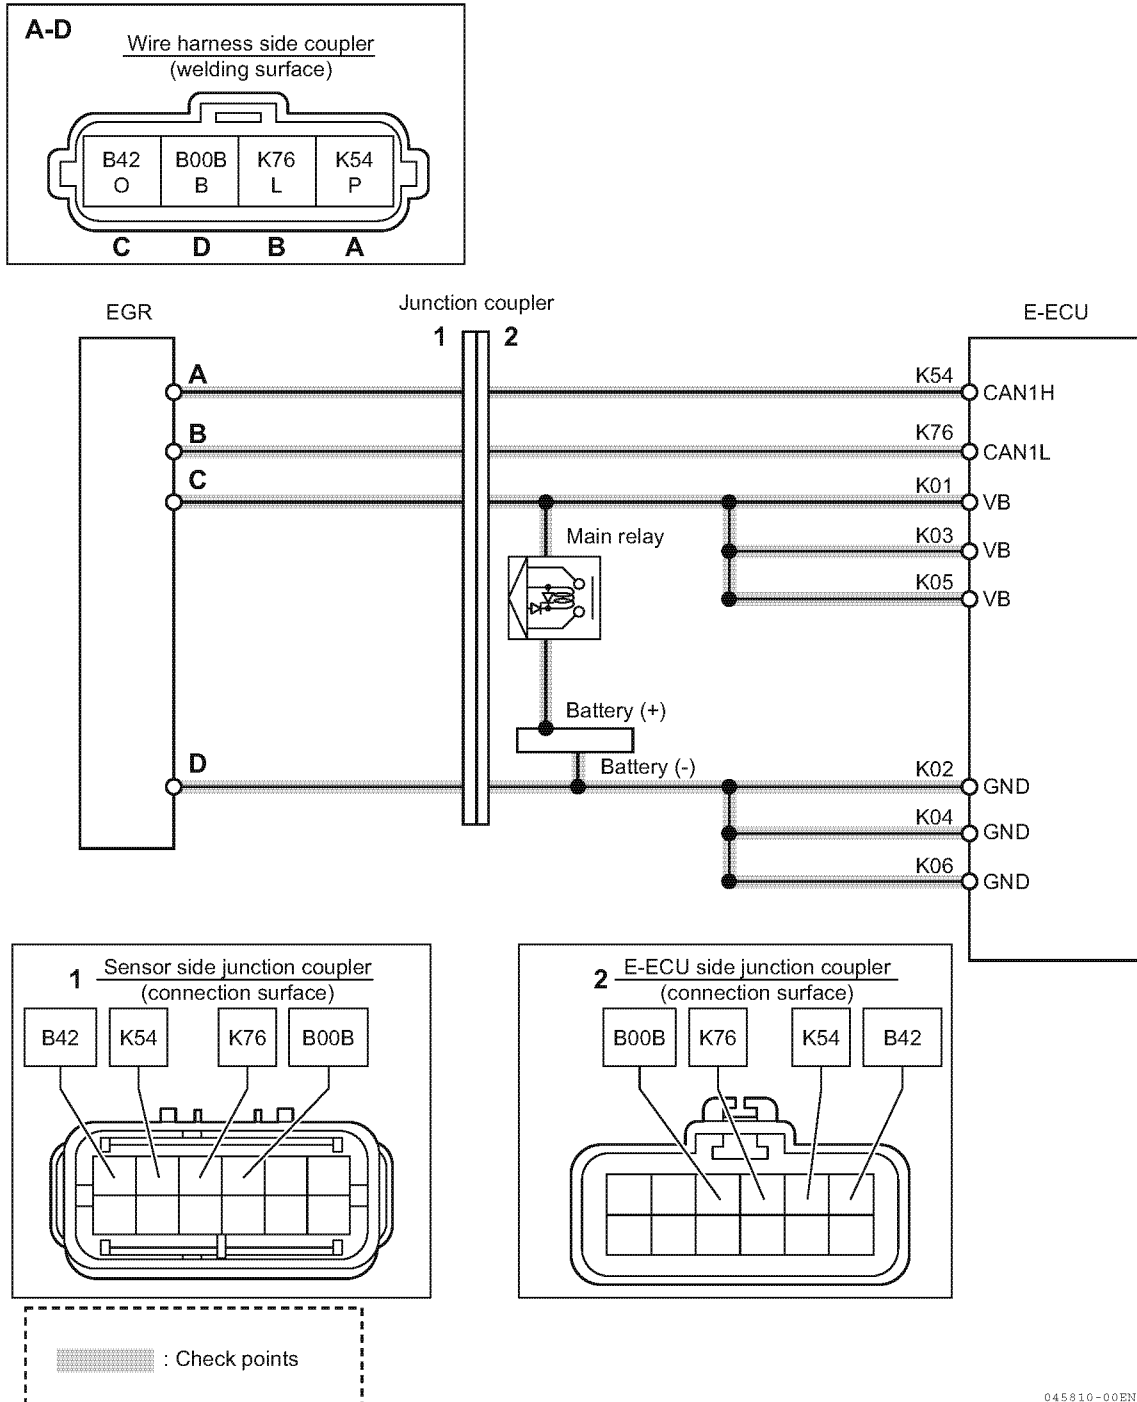 A-D
Wire harness side coupler
(welding surface)
B42 B00B K76 K54
O B L P
C D B A
EGR
Junction coupler
E-ECU
1 2
A
K54
CAN1H
B
K76
CAN1L
C
K01
VB
Main relay
K03
VB
K05
VB
Battery (+)
Battery (-)
D
K02
GND
K04
GND
K06
GND
1 Sensor side junction coupler
(connection surface)
B42 K54 K76 B00B
2 E-ECU side junction coupler
(connection surface)
B00B K76 K54 B42
: Check points
045810-00EN